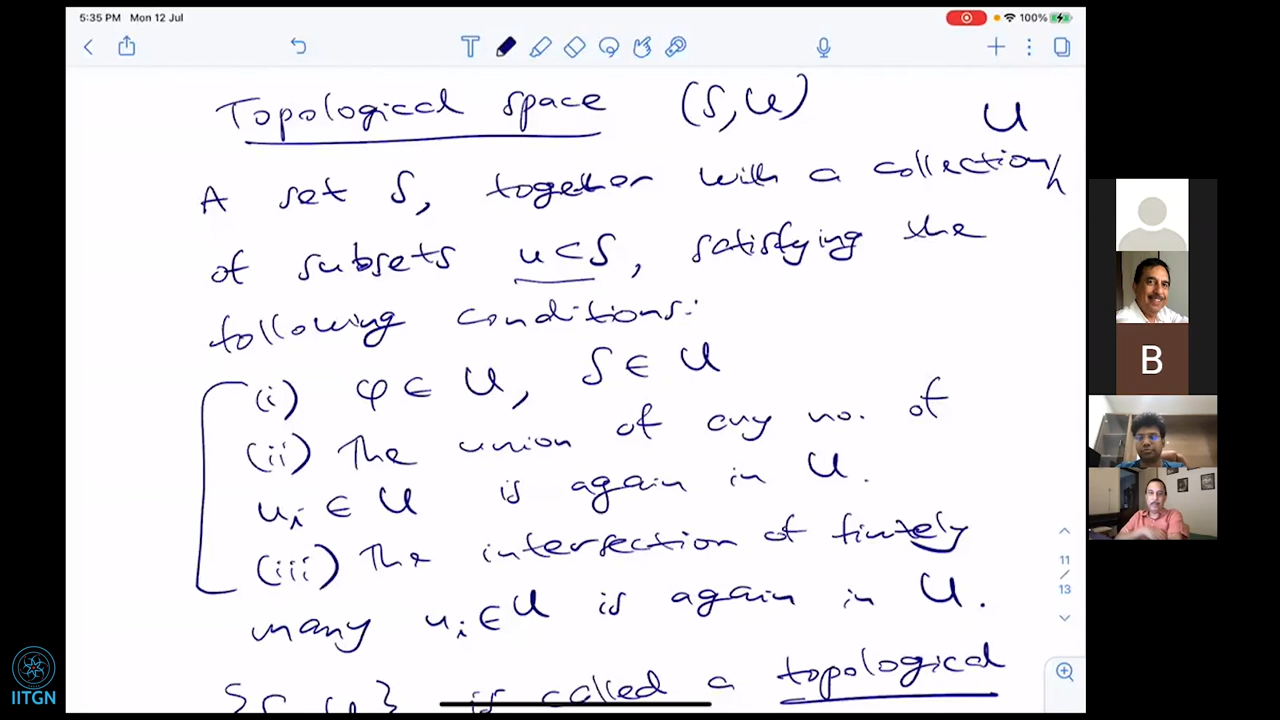 5:35 PM Mon 12 Jul
100%
Topological space (S, U) U
A set S, together with a collection
of subsets u ⊂ S, satisfying the
following conditions:
(i) φ ∈ U, S ∈ U
(ii) The union of any no. of
u_i ∈ U is again in U.
(iii) The intersection of finitely
many u_i ∈ U is again in U.
{S, U} is called a topological
11
/
13
B
IITGN